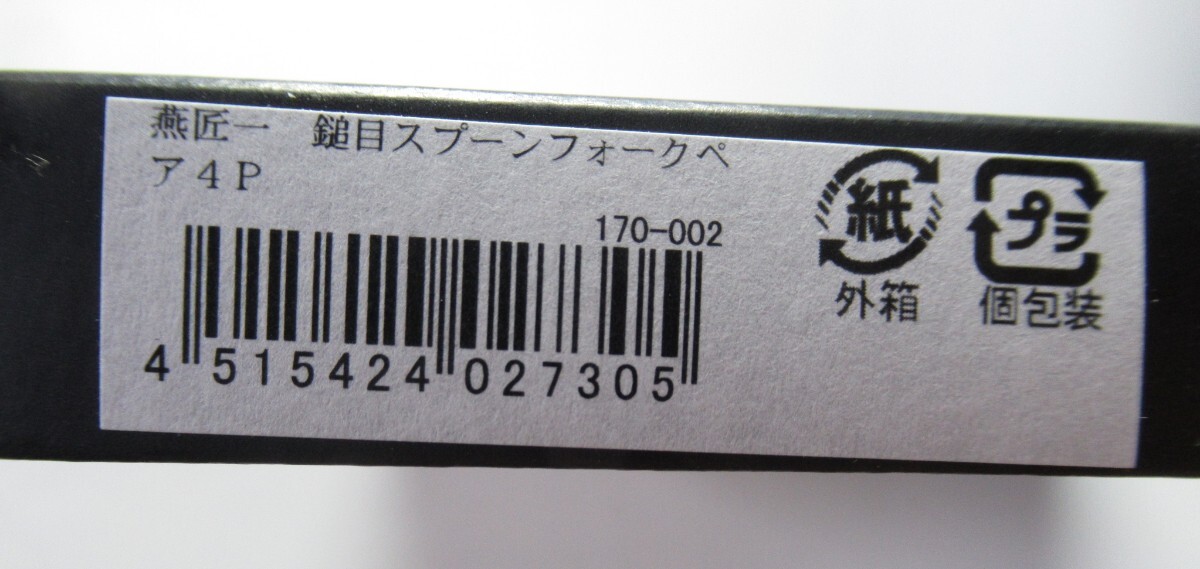 燕匠一　鎚目スプーンフォークペ
ア４Ｐ
170-002
4 515424 027305
紙
外箱
プラ
個包装